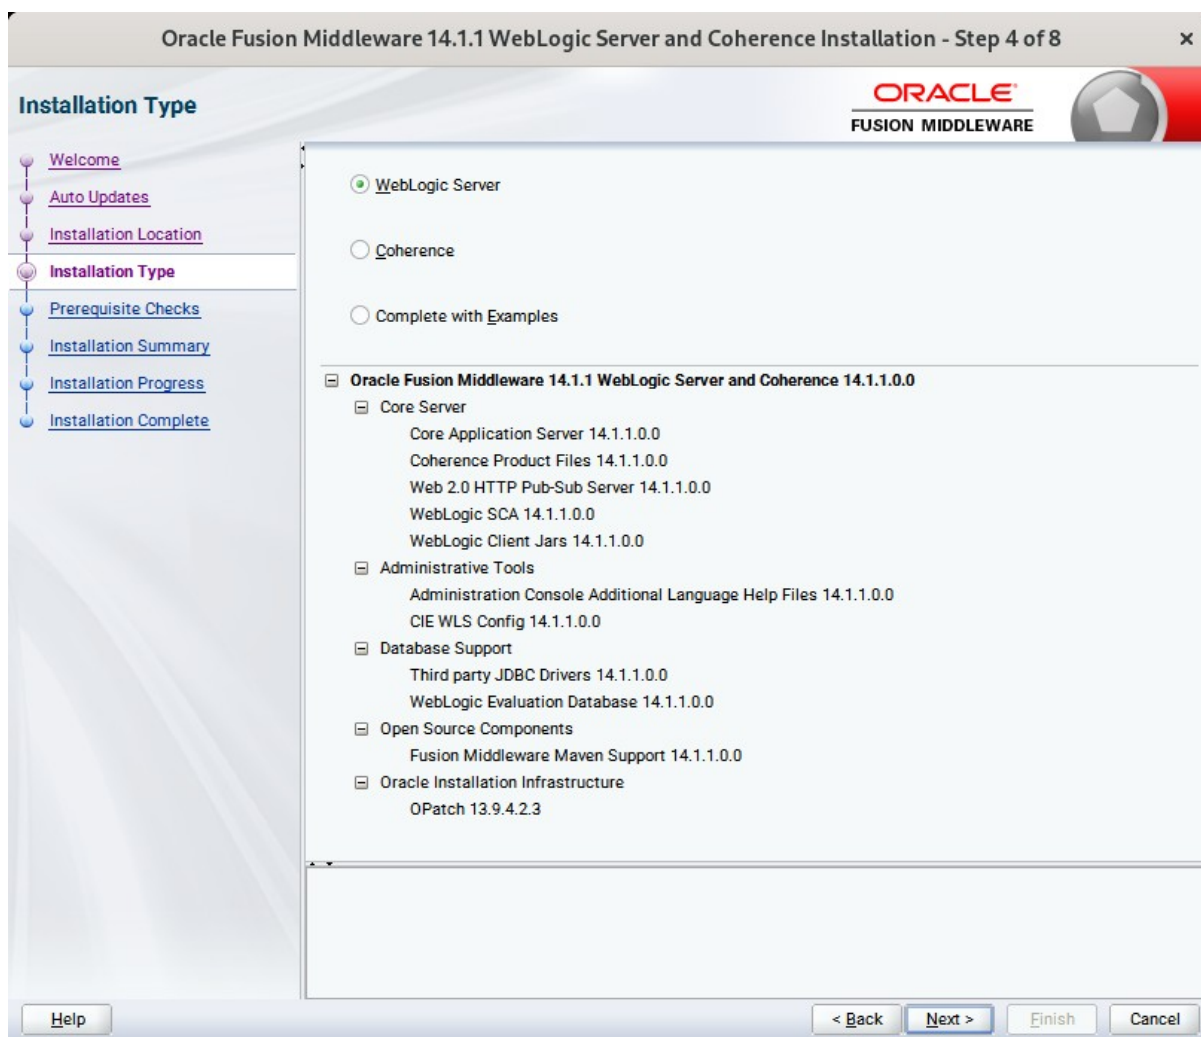 Oracle Fusion Middleware 14.1.1 WebLogic Server and Coherence Installation - Step 4 of 8
Installation Type
ORACLE
FUSION MIDDLEWARE
Welcome
Auto Updates
Installation Location
Installation Type
Prerequisite Checks
Installation Summary
Installation Progress
Installation Complete
WebLogic Server
Coherence
Complete with Examples
Oracle Fusion Middleware 14.1.1 WebLogic Server and Coherence 14.1.1.0.0
Core Server
Core Application Server 14.1.1.0.0
Coherence Product Files 14.1.1.0.0
Web 2.0 HTTP Pub-Sub Server 14.1.1.0.0
WebLogic SCA 14.1.1.0.0
WebLogic Client Jars 14.1.1.0.0
Administrative Tools
Administration Console Additional Language Help Files 14.1.1.0.0
CIE WLS Config 14.1.1.0.0
Database Support
Third party JDBC Drivers 14.1.1.0.0
WebLogic Evaluation Database 14.1.1.0.0
Open Source Components
Fusion Middleware Maven Support 14.1.1.0.0
Oracle Installation Infrastructure
OPatch 13.9.4.2.3
Help
< Back
Next >
Finish
Cancel